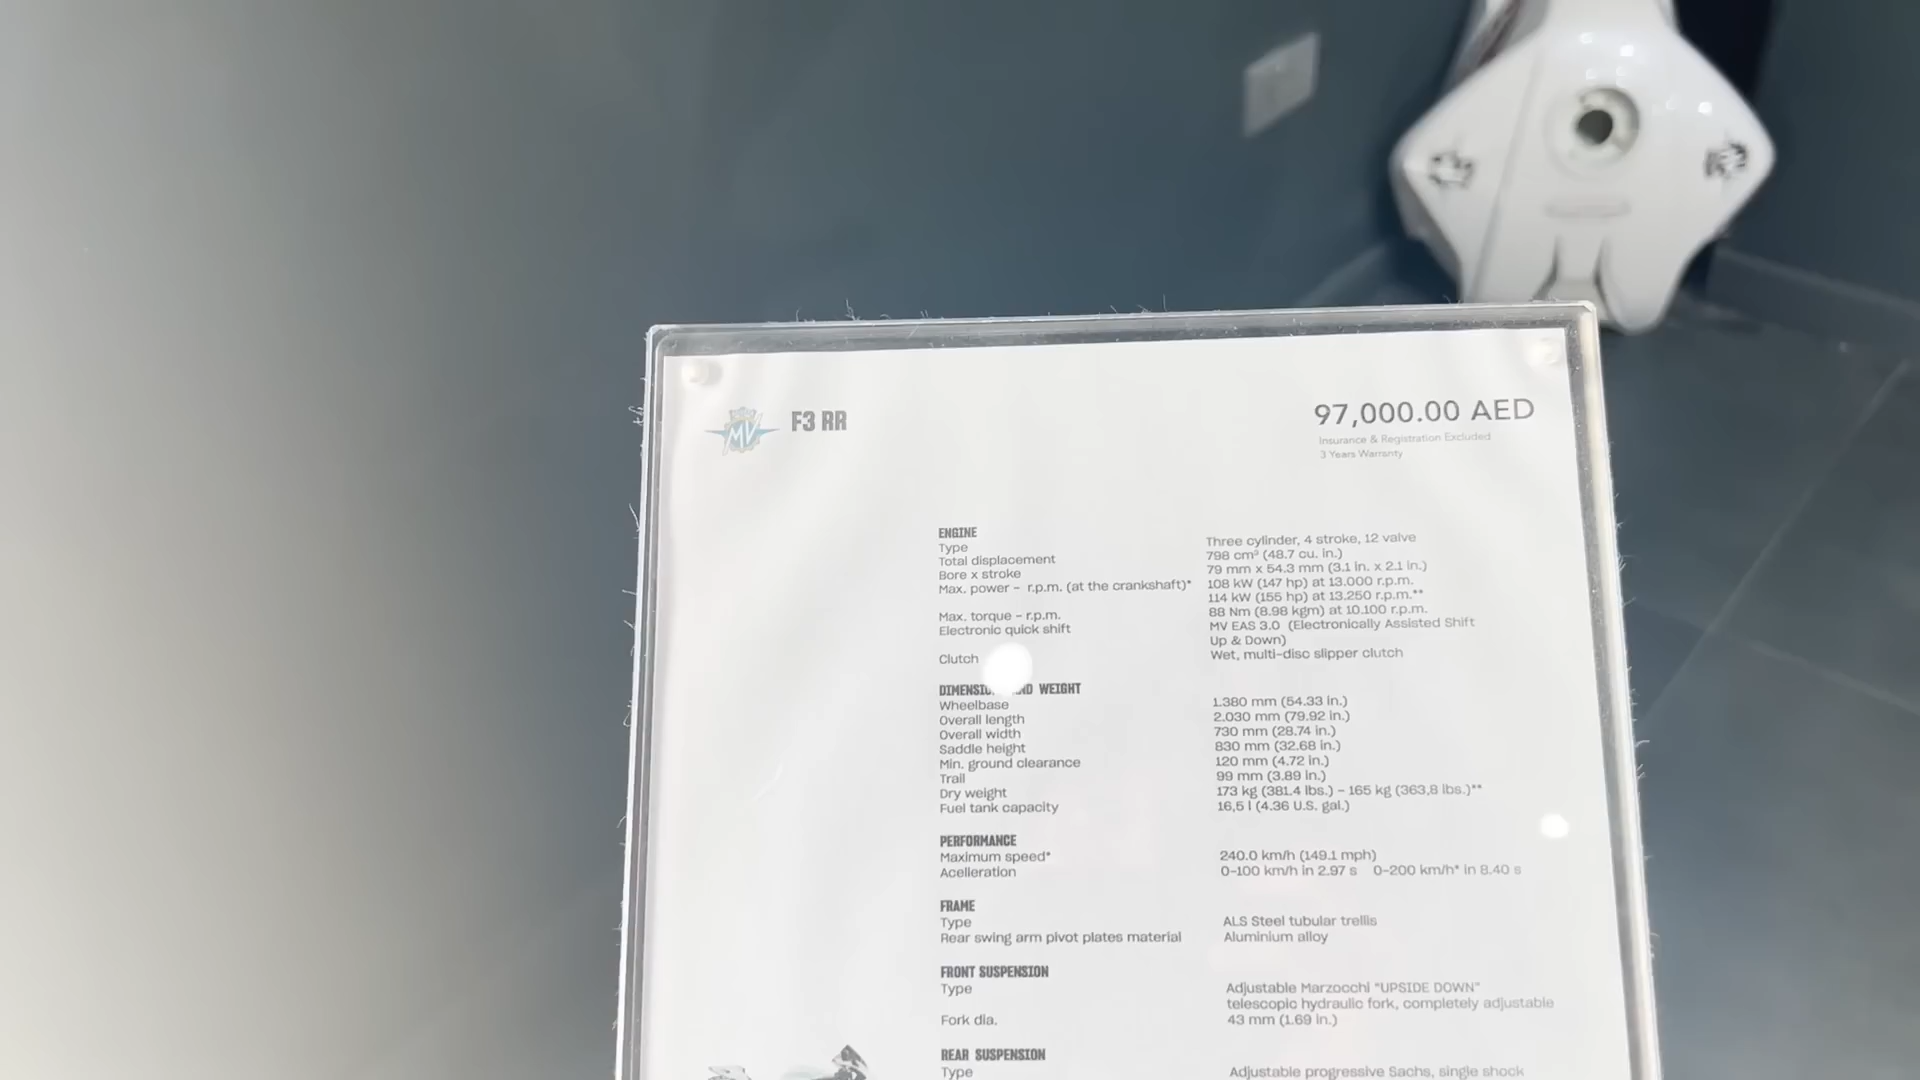 MV
F3 RR
97,000.00 AED
Insurance & Registration Excluded
3 Years Warranty
ENGINE
Type Three cylinder, 4 stroke, 12 valve
Total displacement 798 cm³ (48.7 cu. in.)
Bore x stroke 79 mm x 54.3 mm (3.1 in. x 2.1 in.)
Max. power - r.p.m. (at the crankshaft)* 108 kW (147 hp) at 13.000 r.p.m.
114 kW (155 hp) at 13.250 r.p.m.**
Max. torque - r.p.m. 88 Nm (8.98 kgm) at 10.100 r.p.m.
Electronic quick shift MV EAS 3.0 (Electronically Assisted Shift
Up & Down)
Clutch Wet, multi-disc slipper clutch
WEIGHT
Wheelbase 1.380 mm (54.33 in.)
Overall length 2.030 mm (79.92 in.)
Overall width 730 mm (28.74 in.)
Saddle height 830 mm (32.68 in.)
Min. ground clearance 120 mm (4.72 in.)
Trail 99 mm (3.89 in.)
Dry weight 173 kg (381.4 lbs.) - 165 kg (363,8 lbs.)**
Fuel tank capacity 16,5 l (4.36 U.S. gal.)
PERFORMANCE
Maximum speed* 240.0 km/h (149.1 mph)
Acelleration 0-100 km/h in 2.97 s 0-200 km/h* in 8.40 s
FRAME
Type ALS Steel tubular trellis
Rear swing arm pivot plates material Aluminium alloy
FRONT SUSPENSION
Type Adjustable Marzocchi "UPSIDE DOWN"
telescopic hydraulic fork, completely adjustable
Fork dia. 43 mm (1.69 in.)
REAR SUSPENSION
Type Adjustable progressive Sachs, single shock